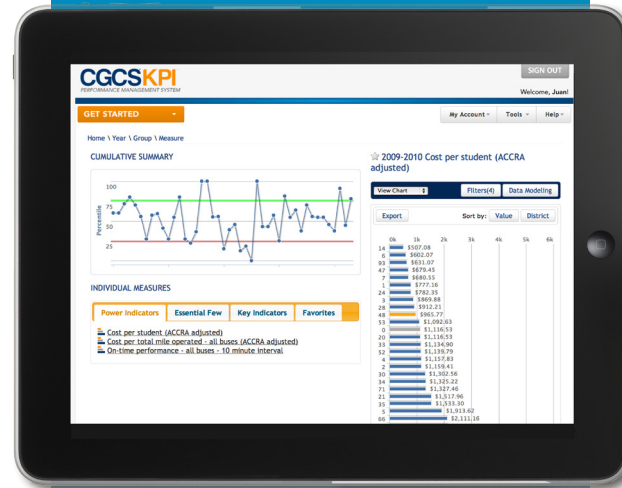 CGCSKPI
PERFORMANCE MANAGEMENT SYSTEM
SIGN OUT
Welcome, Juan!
GET STARTED
My Account
Tools
Help
Home \ Year \ Group \ Measure
CUMULATIVE SUMMARY
Percentile
100
75
50
25
INDIVIDUAL MEASURES
Power Indicators
Essential Few
Key Indicators
Favorites
Cost per student (ACCRA adjusted)
Cost per total mile operated - all buses (ACCRA adjusted)
On-time performance - all buses - 10 minute interval
2009-2010 Cost per student (ACCRA
adjusted)
View Chart
Filters(4)
Data Modeling
Export
Sort by:
Value
District
0k 1k 2k 3k 4k 5k 6k
14 $507.08
6 $602.07
93 $631.07
47 $679.45
7 $680.55
1 $777.16
24 $782.35
3 $869.88
28 $912.21
48 $965.77
53 $1,092.63
0 $1,116.53
20 $1,116.53
33 $1,134.90
52 $1,139.79
4 $1,157.83
2 $1,159.41
30 $1,302.56
34 $1,325.22
71 $1,327.46
21 $1,517.96
35 $1,533.30
5 $1,913.62
66 $2,111.16